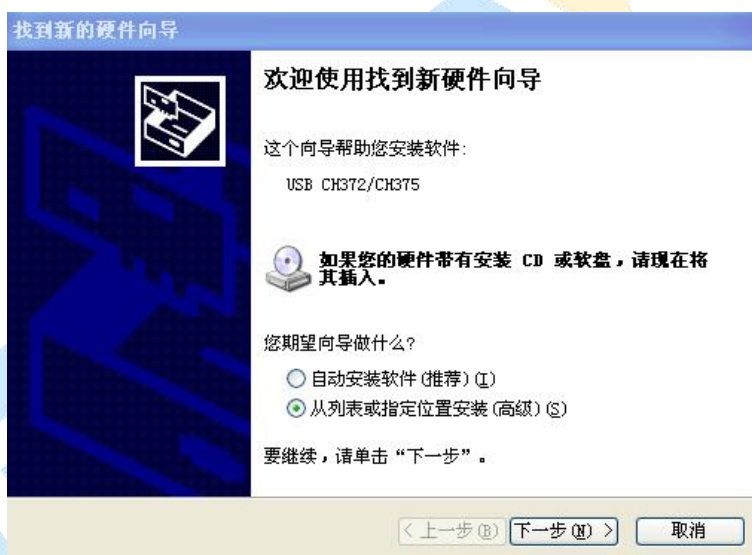 找到新的硬件向导
欢迎使用找到新硬件向导
这个向导帮助您安装软件:
USB CH372/CH375
如果您的硬件带有安装 CD 或软盘，请现在将
其插入。
您期望向导做什么?
自动安装软件(推荐)(I)
从列表或指定位置安装(高级)(S)
要继续，请单击“下一步”。
< 上一步(B) 下一步(N) > 取消